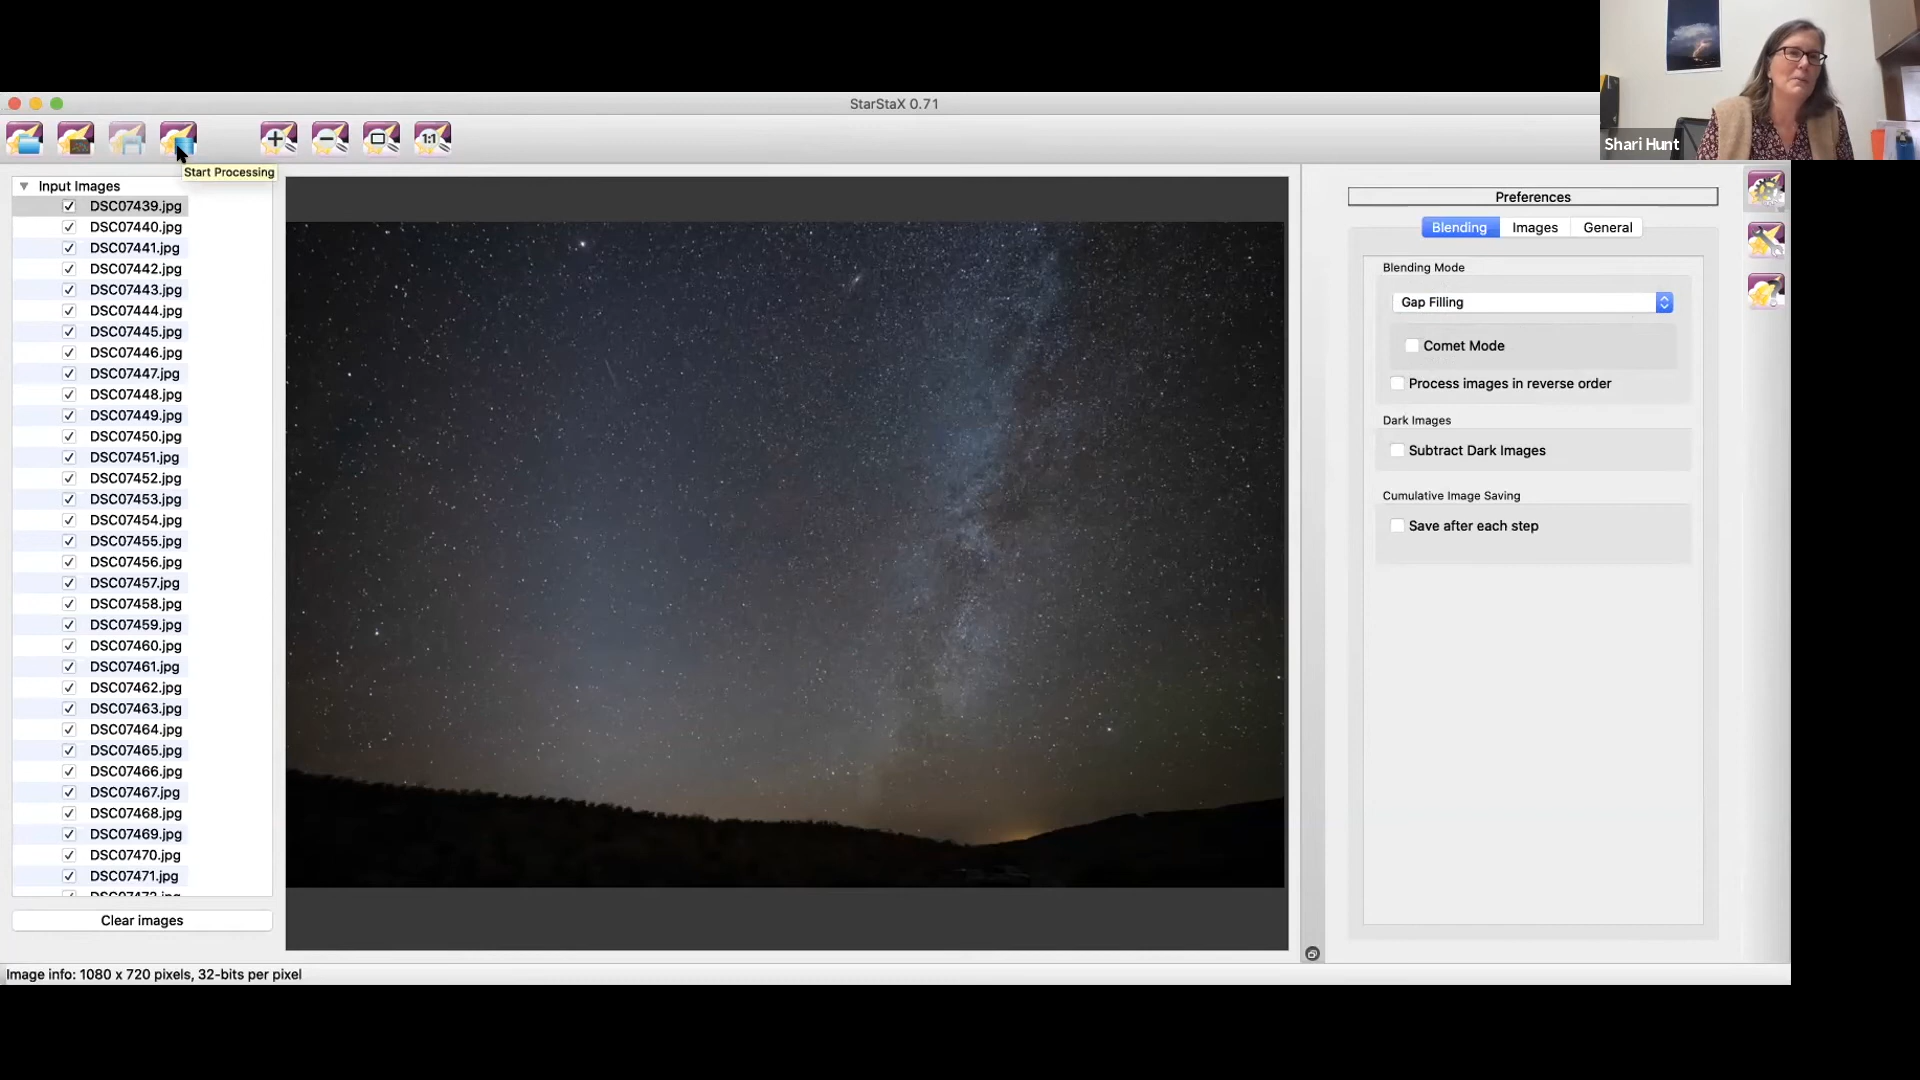 StarStaX 0.71
Shari Hunt
1:1
Start Processing
Input Images
DSC07439.jpg
DSC07440.jpg
DSC07441.jpg
DSC07442.jpg
DSC07443.jpg
DSC07444.jpg
DSC07445.jpg
DSC07446.jpg
DSC07447.jpg
DSC07448.jpg
DSC07449.jpg
DSC07450.jpg
DSC07451.jpg
DSC07452.jpg
DSC07453.jpg
DSC07454.jpg
DSC07455.jpg
DSC07456.jpg
DSC07457.jpg
DSC07458.jpg
DSC07459.jpg
DSC07460.jpg
DSC07461.jpg
DSC07462.jpg
DSC07463.jpg
DSC07464.jpg
DSC07465.jpg
DSC07466.jpg
DSC07467.jpg
DSC07468.jpg
DSC07469.jpg
DSC07470.jpg
DSC07471.jpg
Clear images
Preferences
Blending Images General
Blending Mode
Gap Filling
Comet Mode
Process images in reverse order
Dark Images
Subtract Dark Images
Cumulative Image Saving
Save after each step
Image info: 1080 x 720 pixels, 32-bits per pixel